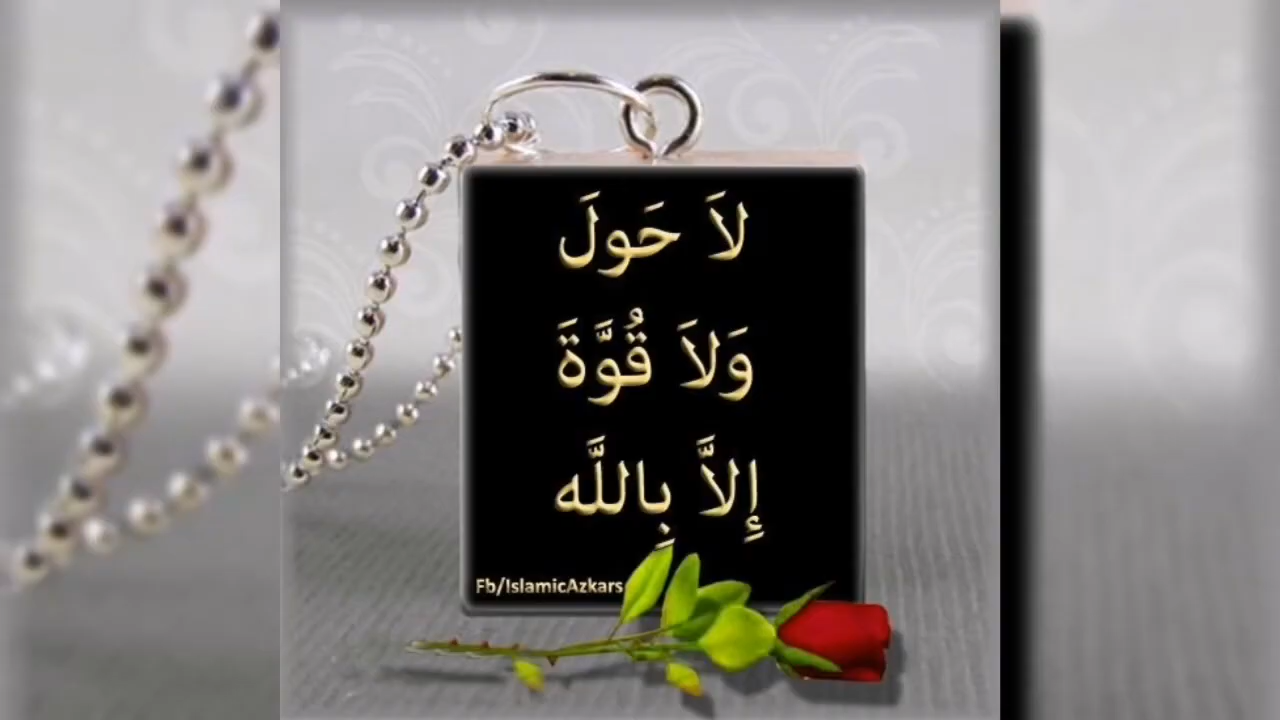 لاَ حَولَ
وَلاَ قُوَّةَ
إِلاَّ بِاللَّه
Fb/IslamicAzkars